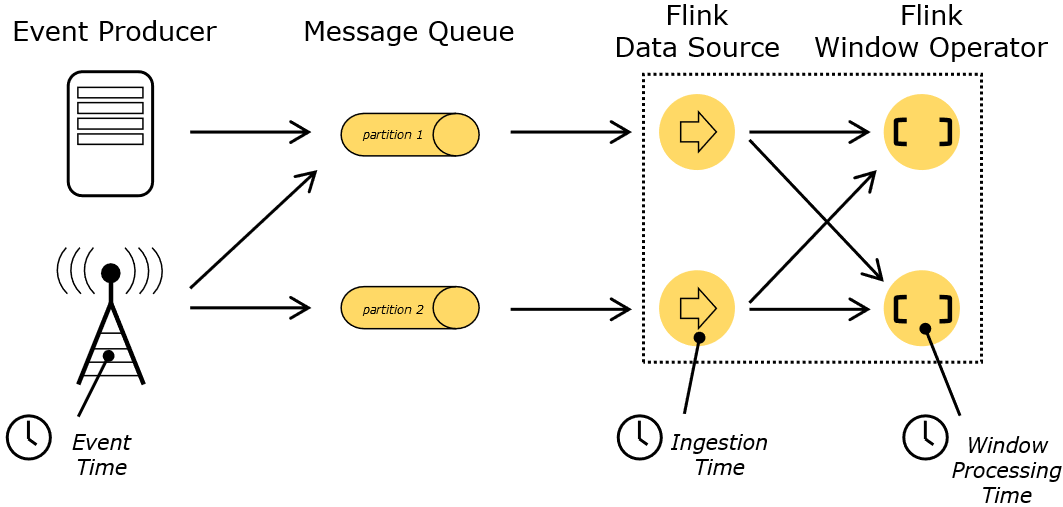 Event Producer
Message Queue
Flink
Data Source
Flink
Window Operator
partition 1
partition 2
Event
Time
Ingestion
Time
Window
Processing
Time